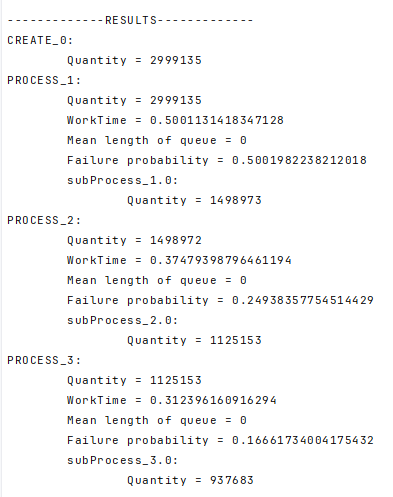 -------------RESULTS-------------
CREATE_0:
Quantity = 2999135
PROCESS_1:
Quantity = 2999135
WorkTime = 0.5001131418347128
Mean length of queue = 0
Failure probability = 0.5001982238212018
subProcess_1.0:
Quantity = 1498973
PROCESS_2:
Quantity = 1498972
WorkTime = 0.37479398796461194
Mean length of queue = 0
Failure probability = 0.24938357754514429
subProcess_2.0:
Quantity = 1125153
PROCESS_3:
Quantity = 1125153
WorkTime = 0.312396160916294
Mean length of queue = 0
Failure probability = 0.16661734004175432
subProcess_3.0:
Quantity = 937683